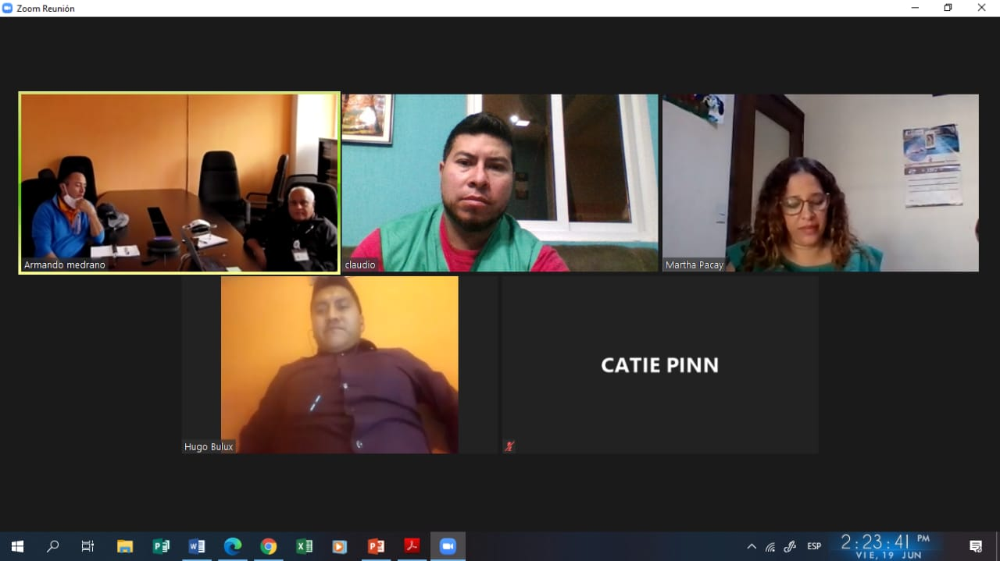 Zoom Reunión
Armando medrano
claudio
Martha Pacay
Hugo Bulux
CATIE PINN
ESP
2:23:41 PM
VIE, 19 JUN